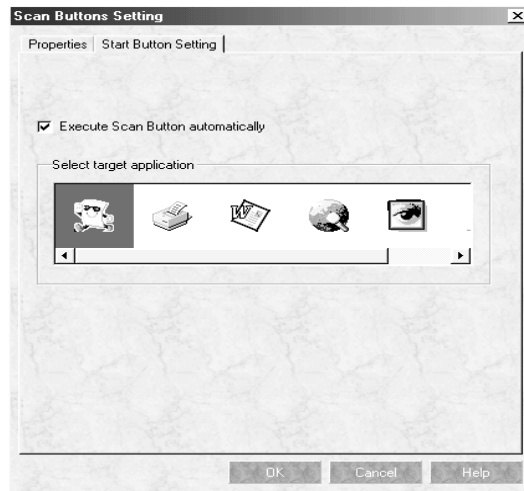 Scan Buttons Setting
Properties Start Button Setting
Execute Scan Button automatically
Select target application
W
OK Cancel Help